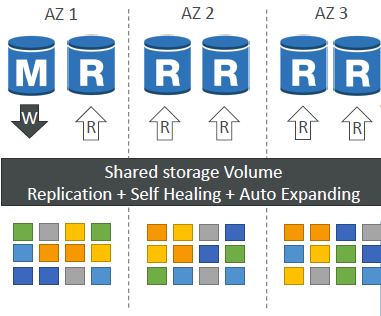 AZ 1 AZ 2 AZ 3
M R R R R R
W R R R R R
Shared storage Volume
Replication + Self Healing + Auto Expanding